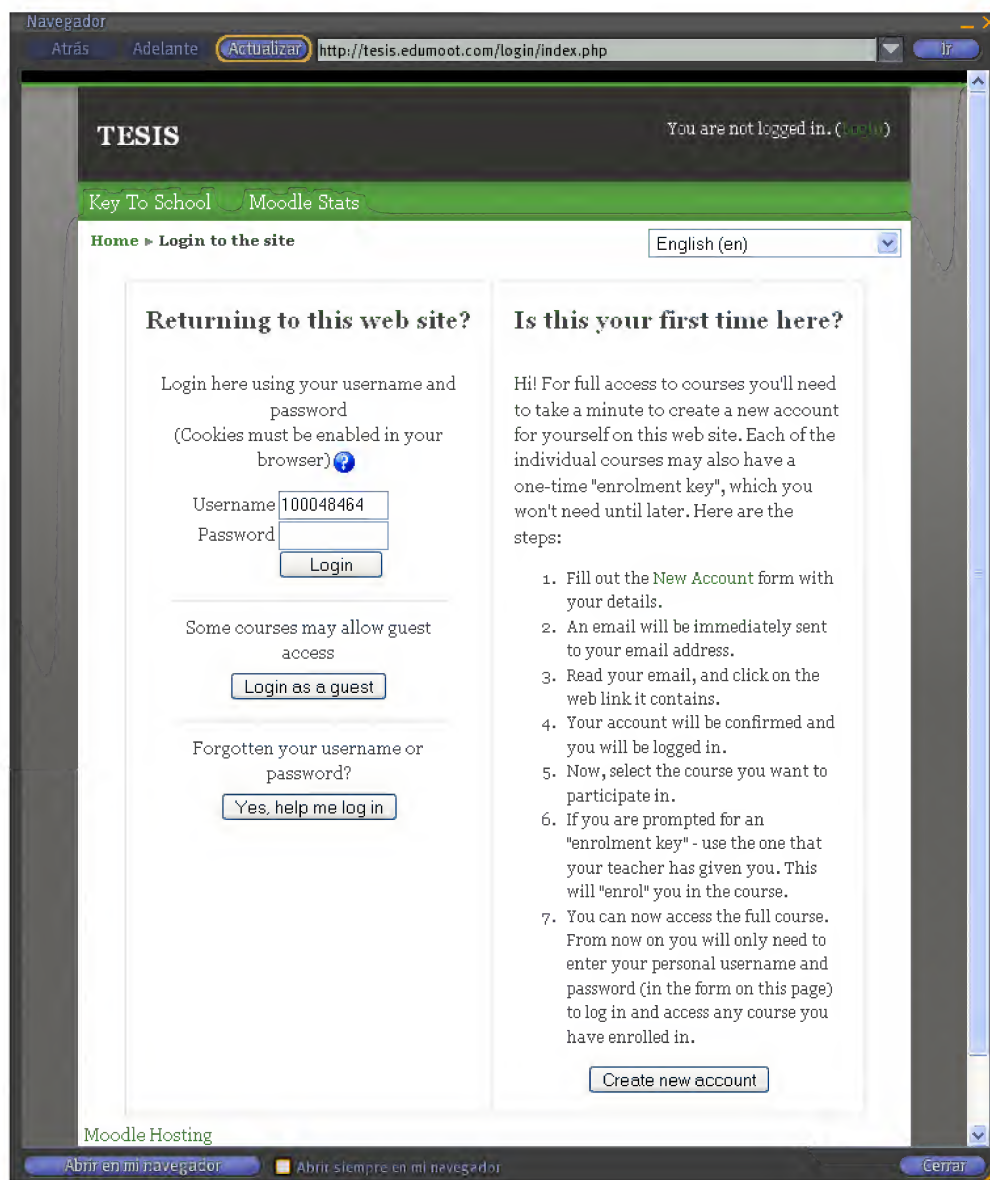 Navegador
Atrás Adelante Actualizar http://tesis.edumoot.com/login/index.php Ir
TESIS
You are not logged in. (Login)
Key To School Moodle Stats
Home ► Login to the site
English (en)
Returning to this web site?
Login here using your username and
password
(Cookies must be enabled in your
browser) ?
Username 100048464
Password
Login
Some courses may allow guest
access
Login as a guest
Forgotten your username or
password?
Yes, help me log in
Is this your first time here?
Hi! For full access to courses you'll need
to take a minute to create a new account
for yourself on this web site. Each of the
individual courses may also have a
one-time "enrolment key", which you
won't need until later. Here are the
steps:
1. Fill out the New Account form with
your details.
2. An email will be immediately sent
to your email address.
3. Read your email, and click on the
web link it contains.
4. Your account will be confirmed and
you will be logged in.
5. Now, select the course you want to
participate in.
6. If you are prompted for an
"enrolment key" - use the one that
your teacher has given you. This
will "enrol" you in the course.
7. You can now access the full course.
From now on you will only need to
enter your personal username and
password (in the form on this page)
to log in and access any course you
have enrolled in.
Create new account
Moodle Hosting
Abrir en mi navegador Abrir siempre en mi navegador Cerrar